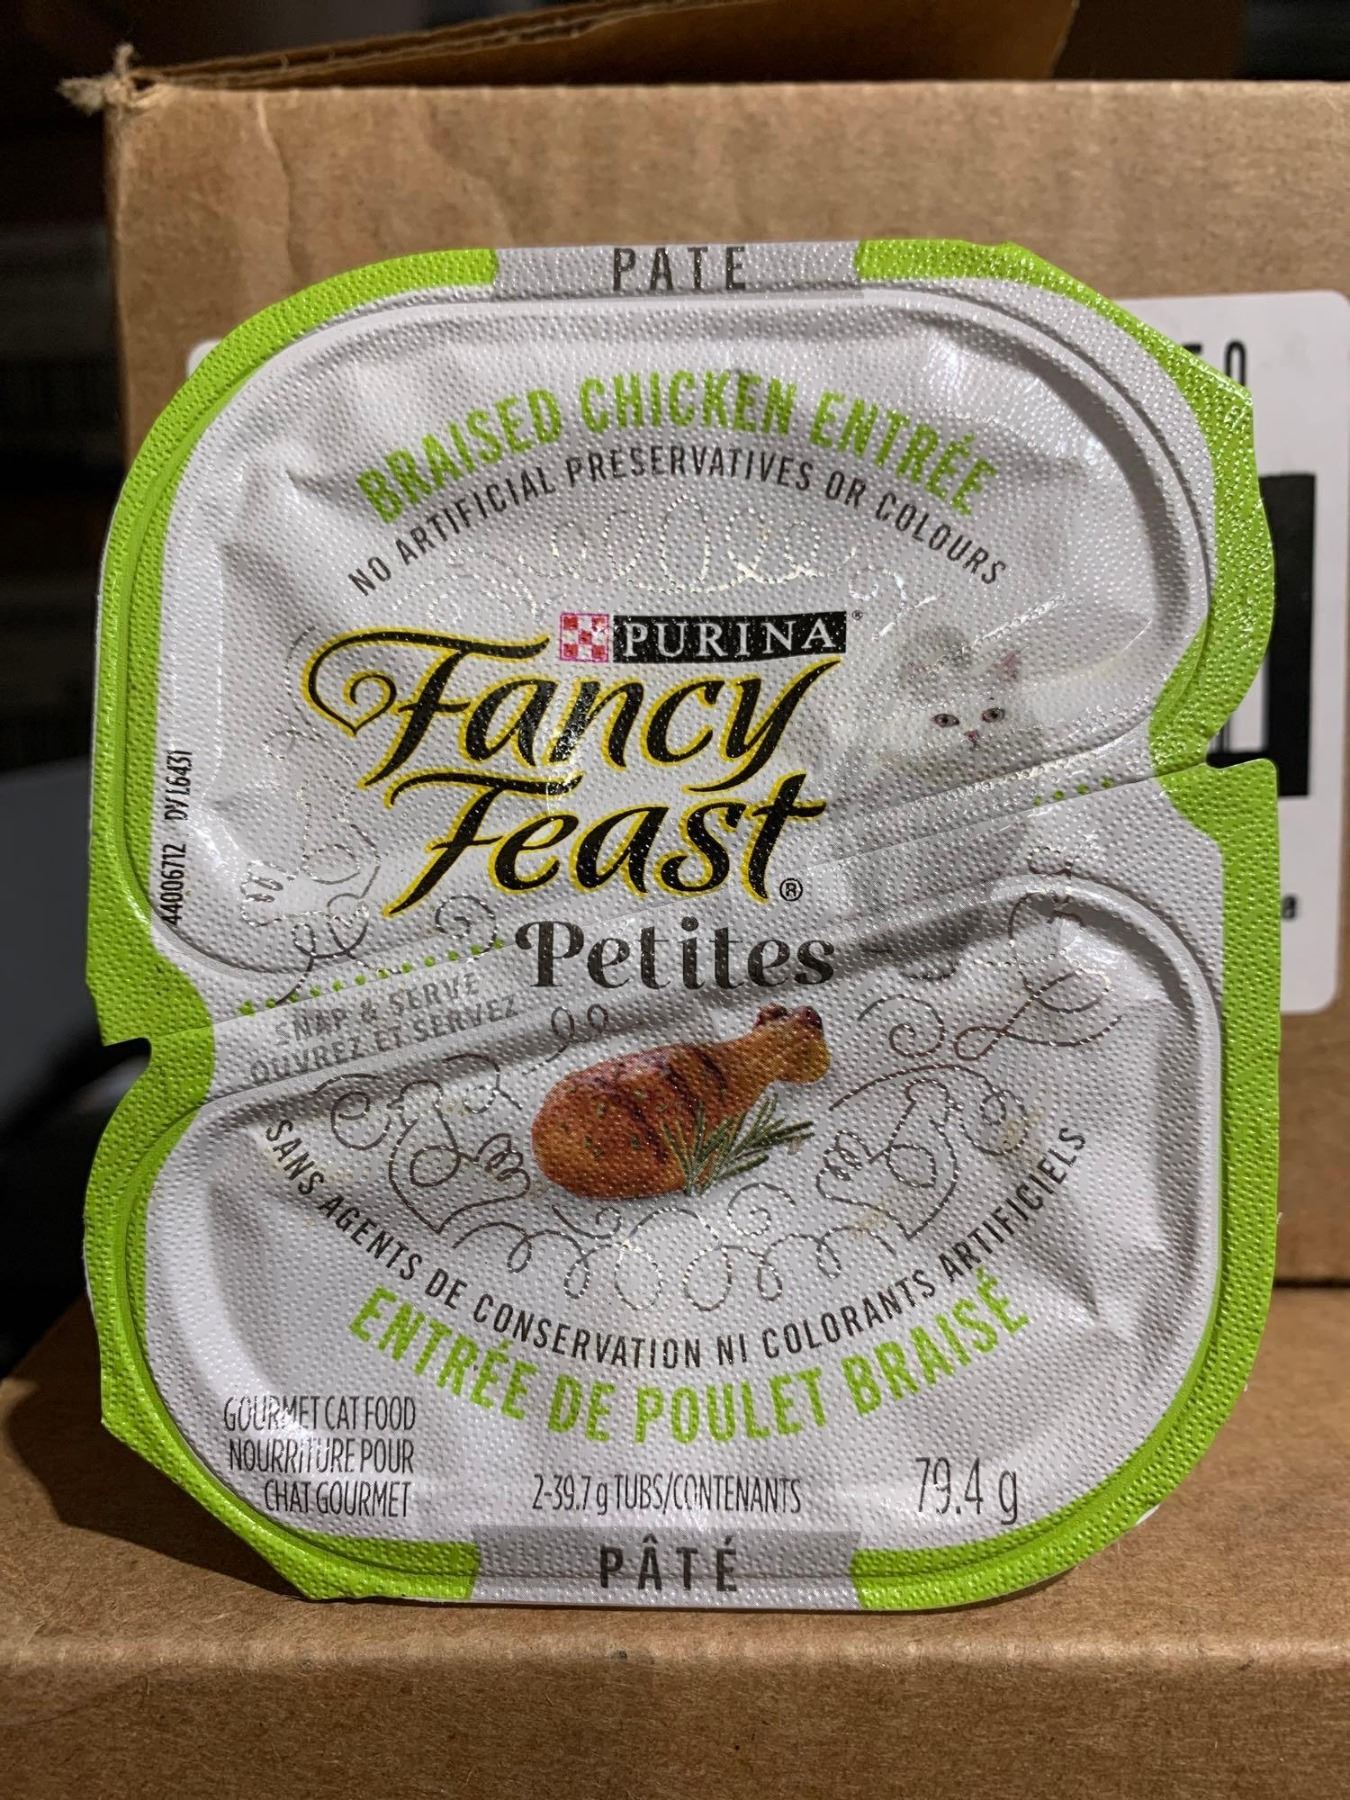 PATE
BRAISED CHICKEN ENTRÉE
NO ARTIFICIAL PRESERVATIVES OR COLOURS
PURINA®
Fancy
Feast®
Petites
44006712 DV L6431
SNAP & SERVE
OUVREZ ET SERVEZ
SANS AGENTS DE CONSERVATION NI COLORANTS ARTIFICIELS
ENTRÉE DE POULET BRAISÉ
GOURMET CAT FOOD
NOURRITURE POUR
CHAT GOURMET
2-39.7 g TUBS/CONTENANTS
79.4 g
PÂTÉ